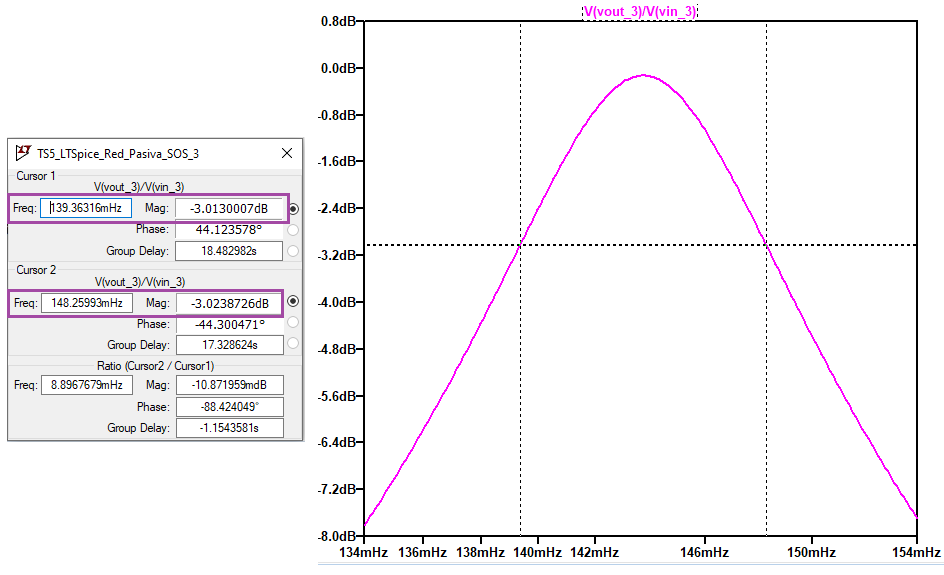 TS5_LTSpice_Red_Pasiva_SOS_3
Cursor 1
V(vout_3)/V(vin_3)
Freq: 139.36316mHz Mag: -3.0130007dB
Phase: 44.123578°
Group Delay: 18.482982s
Cursor 2
V(vout_3)/V(vin_3)
Freq: 148.25993mHz Mag: -3.0238726dB
Phase: -44.300471°
Group Delay: 17.328624s
Ratio (Cursor2 / Cursor1)
Freq: 8.8967679mHz Mag: -10.871959mdB
Phase: -88.424049°
Group Delay: -1.1543581s
V(vout_3)/V(vin_3)
0.8dB
0.0dB
-0.8dB
-1.6dB
-2.4dB
-3.2dB
-4.0dB
-4.8dB
-5.6dB
-6.4dB
-7.2dB
-8.0dB
134mHz 136mHz 138mHz 140mHz 142mHz 146mHz 150mHz 154mHz